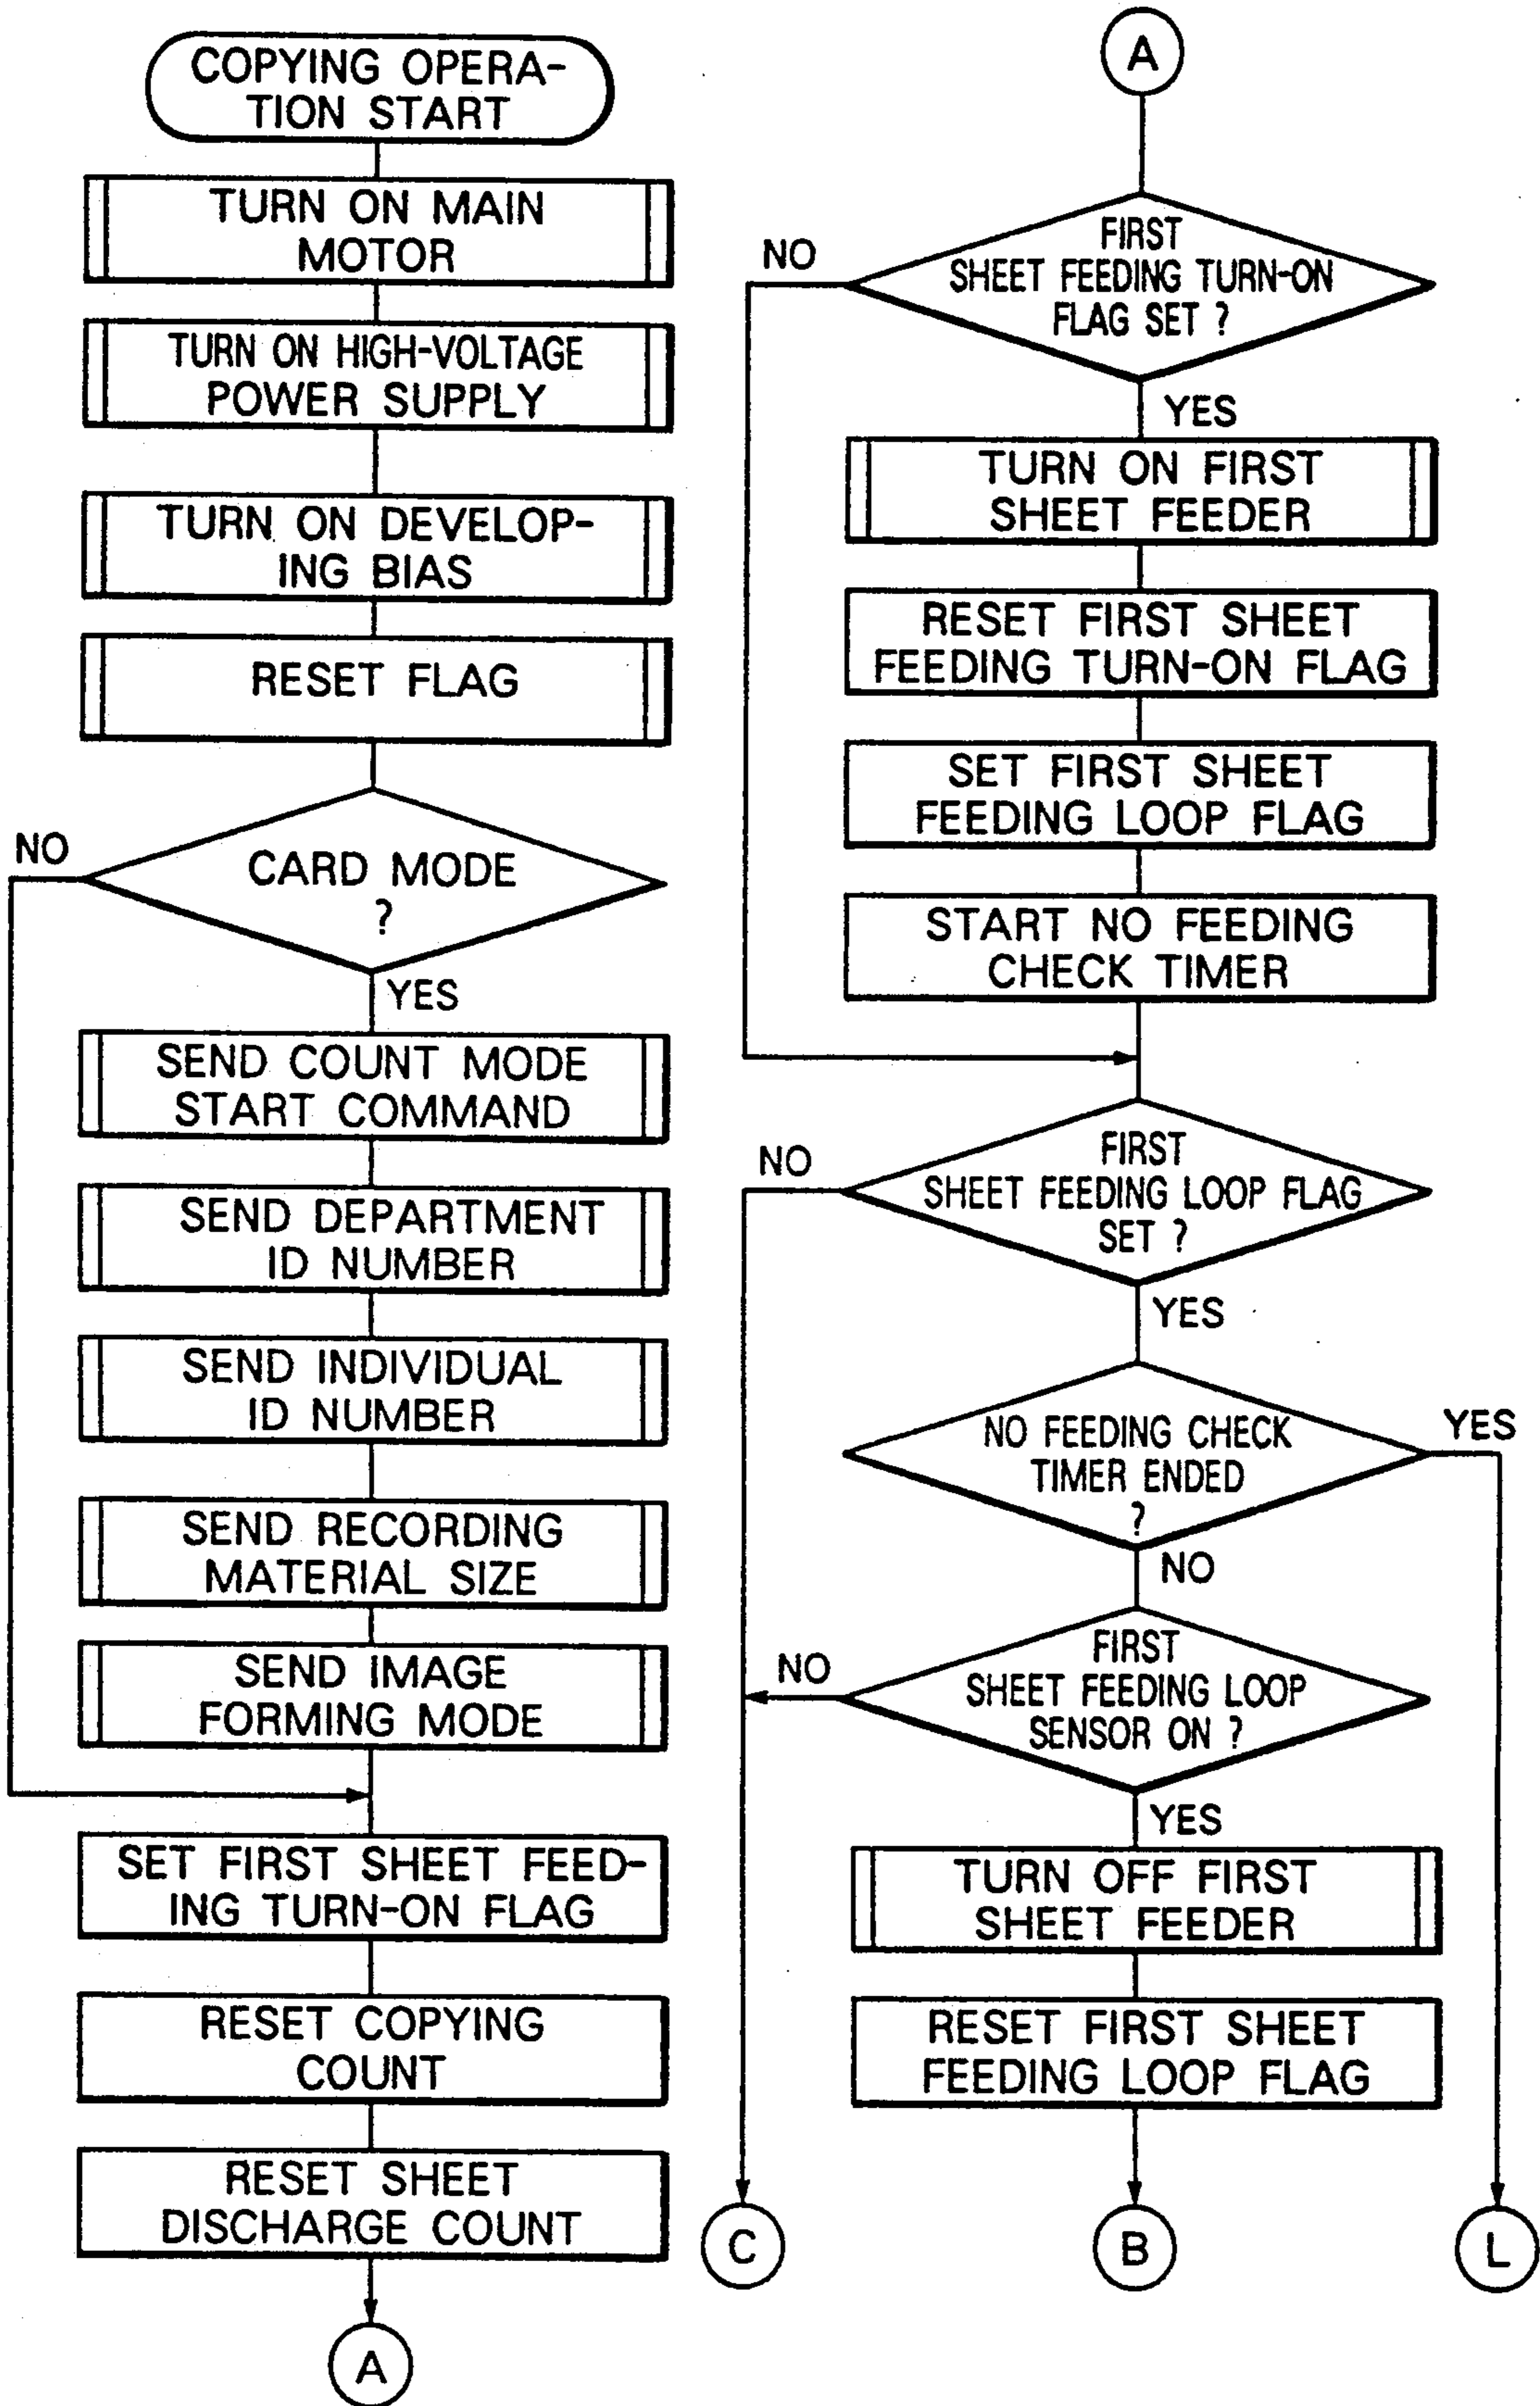 COPYING OPERA-
TION START
TURN ON MAIN
MOTOR
TURN ON HIGH-VOLTAGE
POWER SUPPLY
TURN ON DEVELOP-
ING BIAS
RESET FLAG
NO
CARD MODE
?
YES
SEND COUNT MODE
START COMMAND
SEND DEPARTMENT
ID NUMBER
SEND INDIVIDUAL
ID NUMBER
SEND RECORDING
MATERIAL SIZE
SEND IMAGE
FORMING MODE
SET FIRST SHEET FEED-
ING TURN-ON FLAG
RESET COPYING
COUNT
RESET SHEET
DISCHARGE COUNT
A
A
NO
FIRST
SHEET FEEDING TURN-ON
FLAG SET ?
YES
TURN ON FIRST
SHEET FEEDER
RESET FIRST SHEET
FEEDING TURN-ON FLAG
SET FIRST SHEET
FEEDING LOOP FLAG
START NO FEEDING
CHECK TIMER
NO
FIRST
SHEET FEEDING LOOP FLAG
SET ?
YES
NO FEEDING CHECK
TIMER ENDED
?
YES
NO
FIRST
SHEET FEEDING LOOP
SENSOR ON ?
NO
YES
TURN OFF FIRST
SHEET FEEDER
RESET FIRST SHEET
FEEDING LOOP FLAG
C
B
L